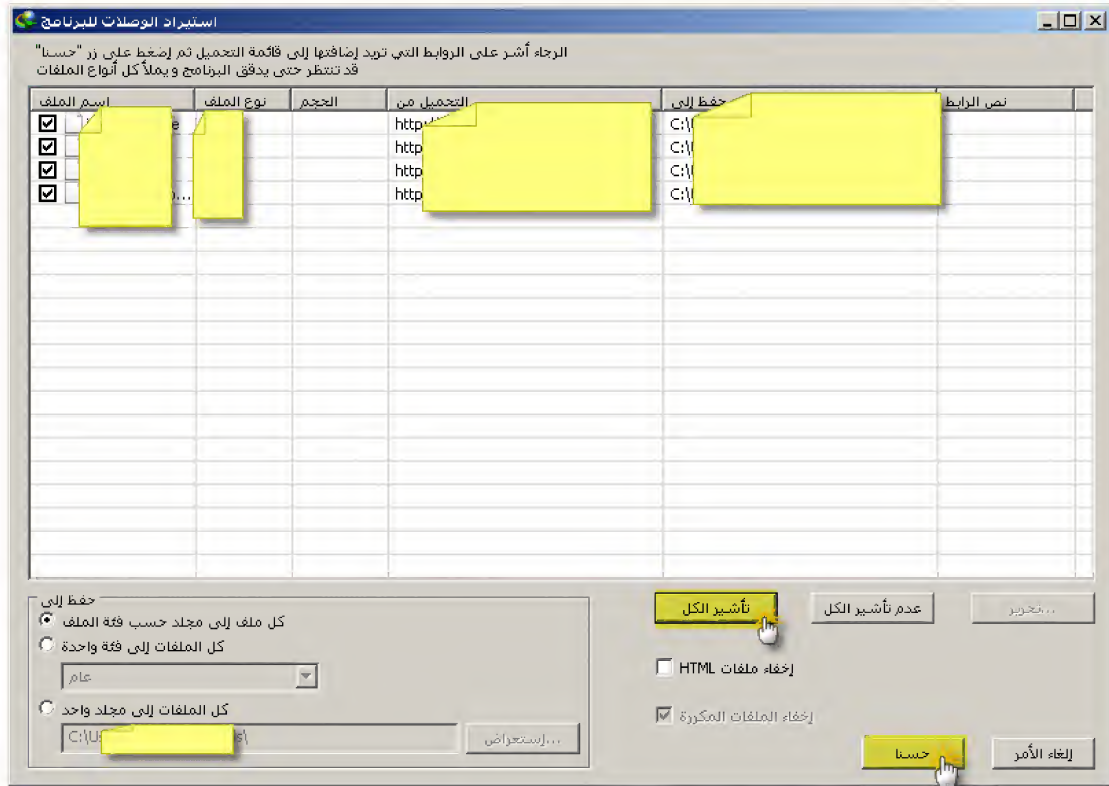 استيراد الوصلات للبرنامج
الرجاء أشر على الروابط التي تريد إضافتها إلى قائمة التحميل ثم إضغط على زر "حسنا"
قد تنتظر حتى يدقق البرنامج ويملأ كل أنواع الملفات
اسم الملف نوع الملف الحجم التحميل من حفظ إلى نص الرابط
http C:\
http C:\
http C:\
http C:\
حفظ إلى
كل ملف إلى مجلد حسب فئة الملف
كل الملفات إلى فئة واحدة
عام
كل الملفات إلى مجلد واحد
C:\U s\
إستعراض...
تأشير الكل
عدم تأشير الكل
تحرير...
إخفاء ملفات HTML
إخفاء الملفات المكررة
حسنا
إلغاء الأمر